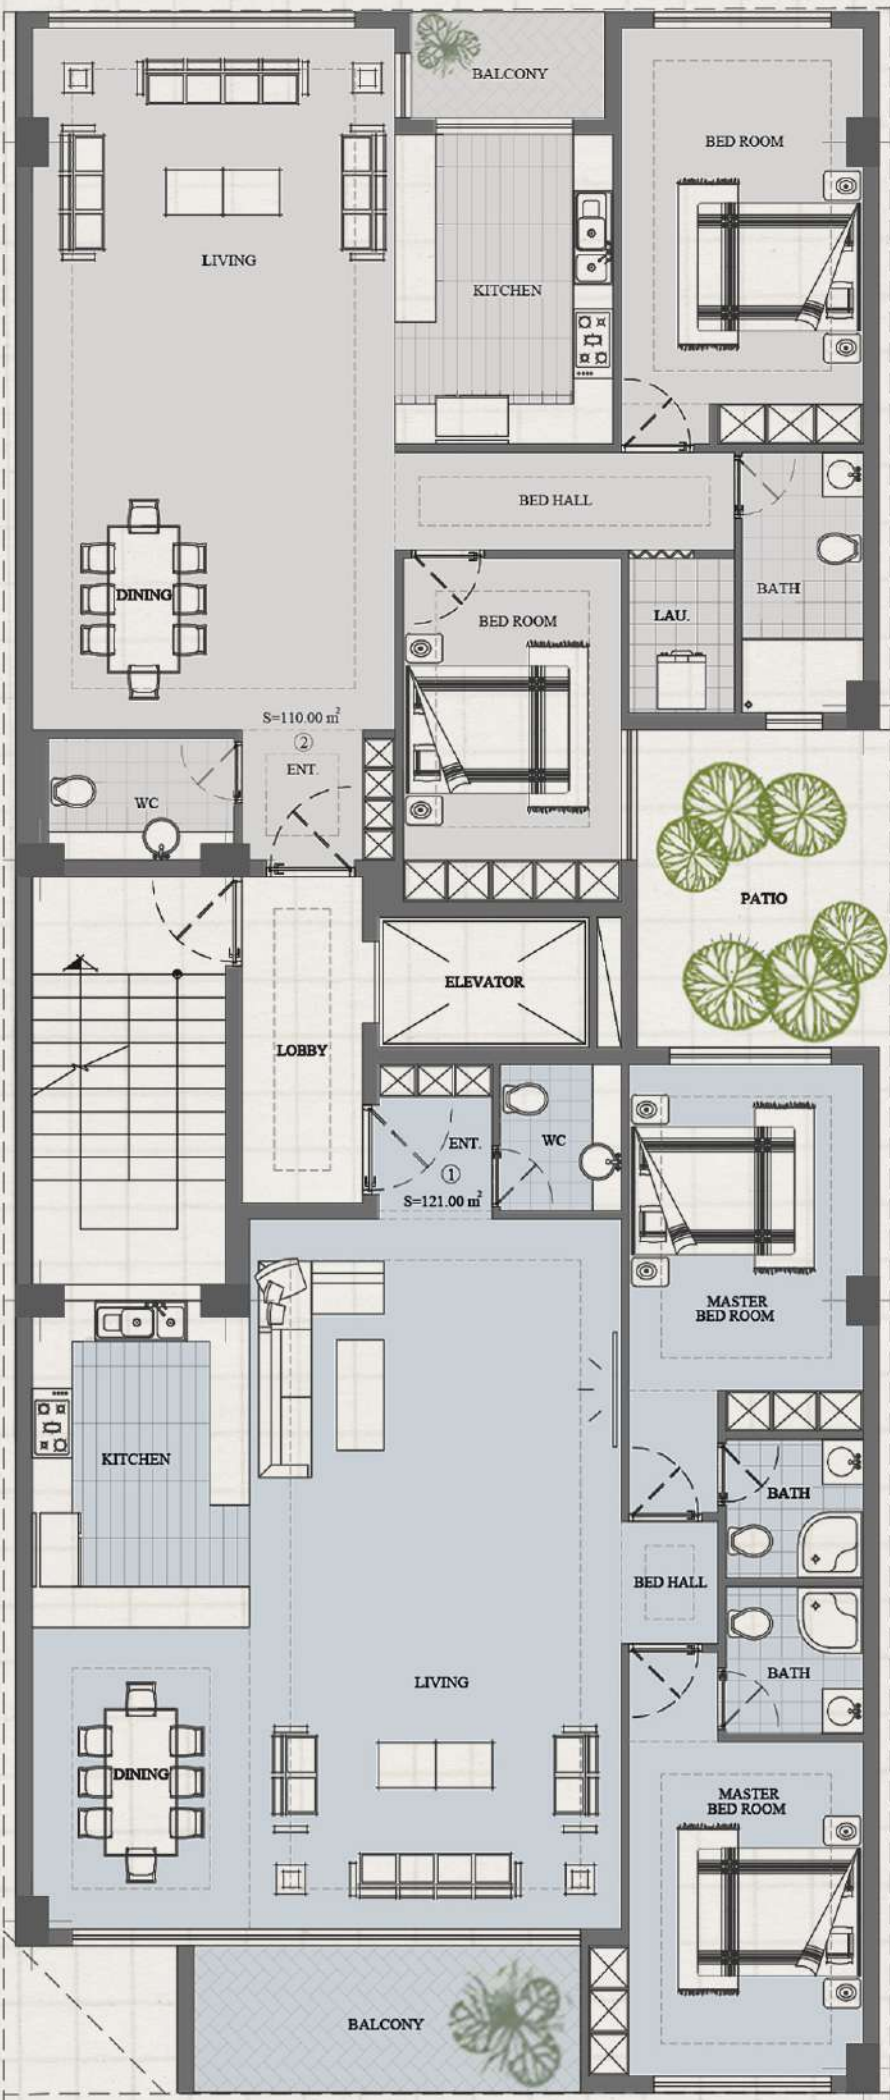 BALCONY
BED ROOM
LIVING
KITCHEN
BED HALL
BATH
DINING
BED ROOM
LAU.
S=110.00 m²
②
ENT.
WC
PATIO
ELEVATOR
LOBBY
ENT.
WC
①
S=121.00 m²
MASTER
BED ROOM
KITCHEN
BATH
BED HALL
BATH
LIVING
DINING
MASTER
BED ROOM
BALCONY